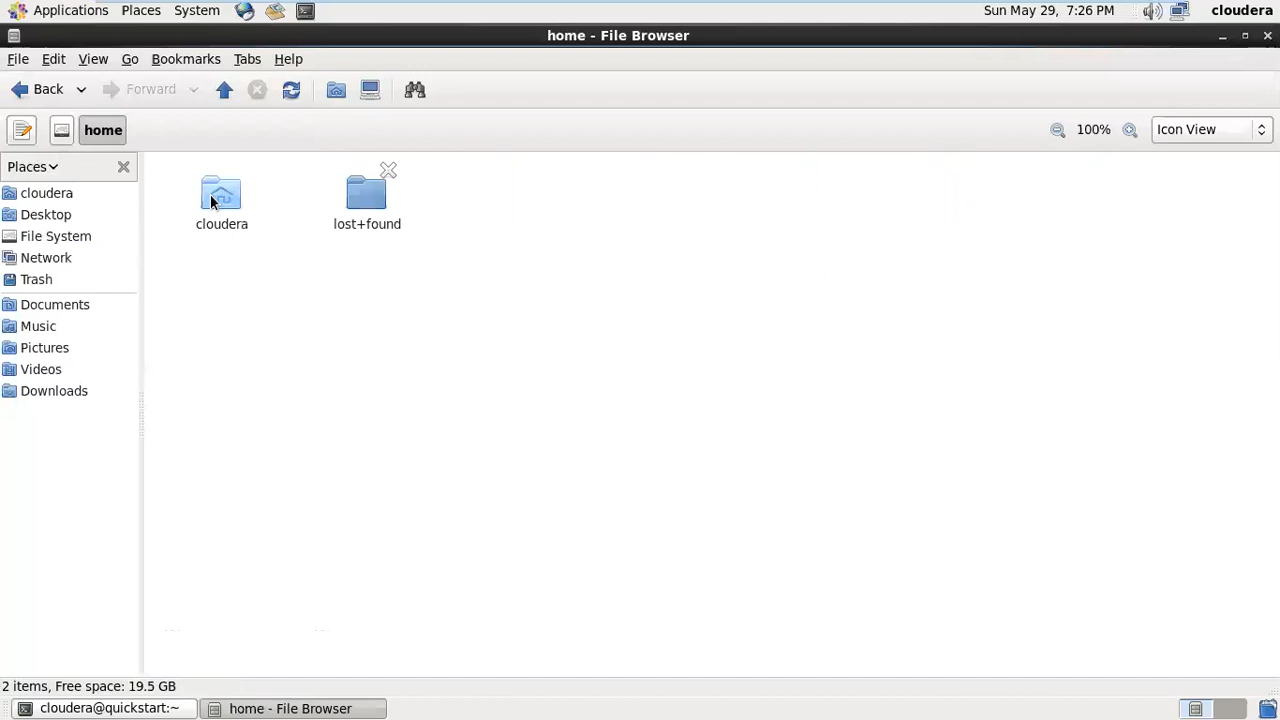 Applications Places System Sun May 29, 7:26 PM cloudera
home - File Browser
File Edit View Go Bookmarks Tabs Help
Back Forward
home 100% Icon View
Places
cloudera
Desktop
File System
Network
Trash
Documents
Music
Pictures
Videos
Downloads
cloudera lost+found
2 items, Free space: 19.5 GB
cloudera@quickstart:~ home - File Browser